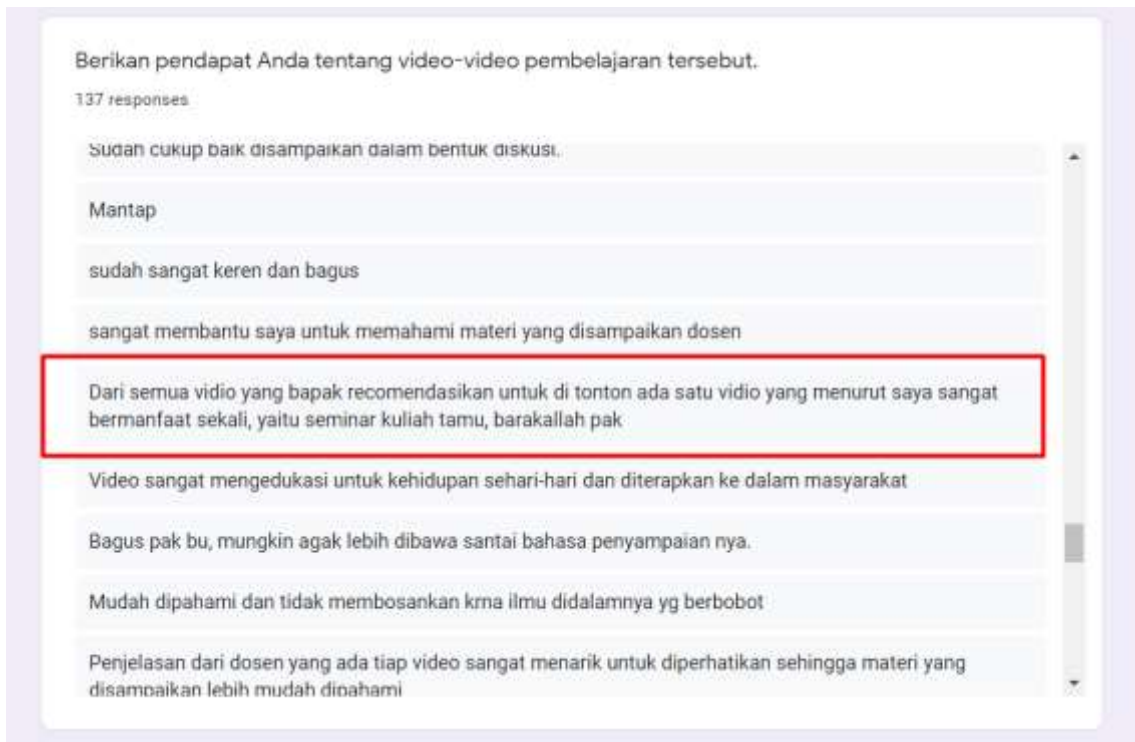 Berikan pendapat Anda tentang video-video pembelajaran tersebut.
137 responses
Sudah cukup baik disampaikan dalam bentuk diskusi.
Mantap
sudah sangat keren dan bagus
sangat membantu saya untuk memahami materi yang disampaikan dosen
Dari semua vidio yang bapak recomendasikan untuk di tonton ada satu vidio yang menurut saya sangat
bermanfaat sekali, yaitu seminar kuliah tamu, barakallah pak
Video sangat mengedukasi untuk kehidupan sehari-hari dan diterapkan ke dalam masyarakat
Bagus pak bu, mungkin agak lebih dibawa santai bahasa penyampaian nya.
Mudah dipahami dan tidak membosankan krna ilmu didalamnya yg berbobot
Penjelasan dari dosen yang ada tiap video sangat menarik untuk diperhatikan sehingga materi yang
disampaikan lebih mudah dipahami